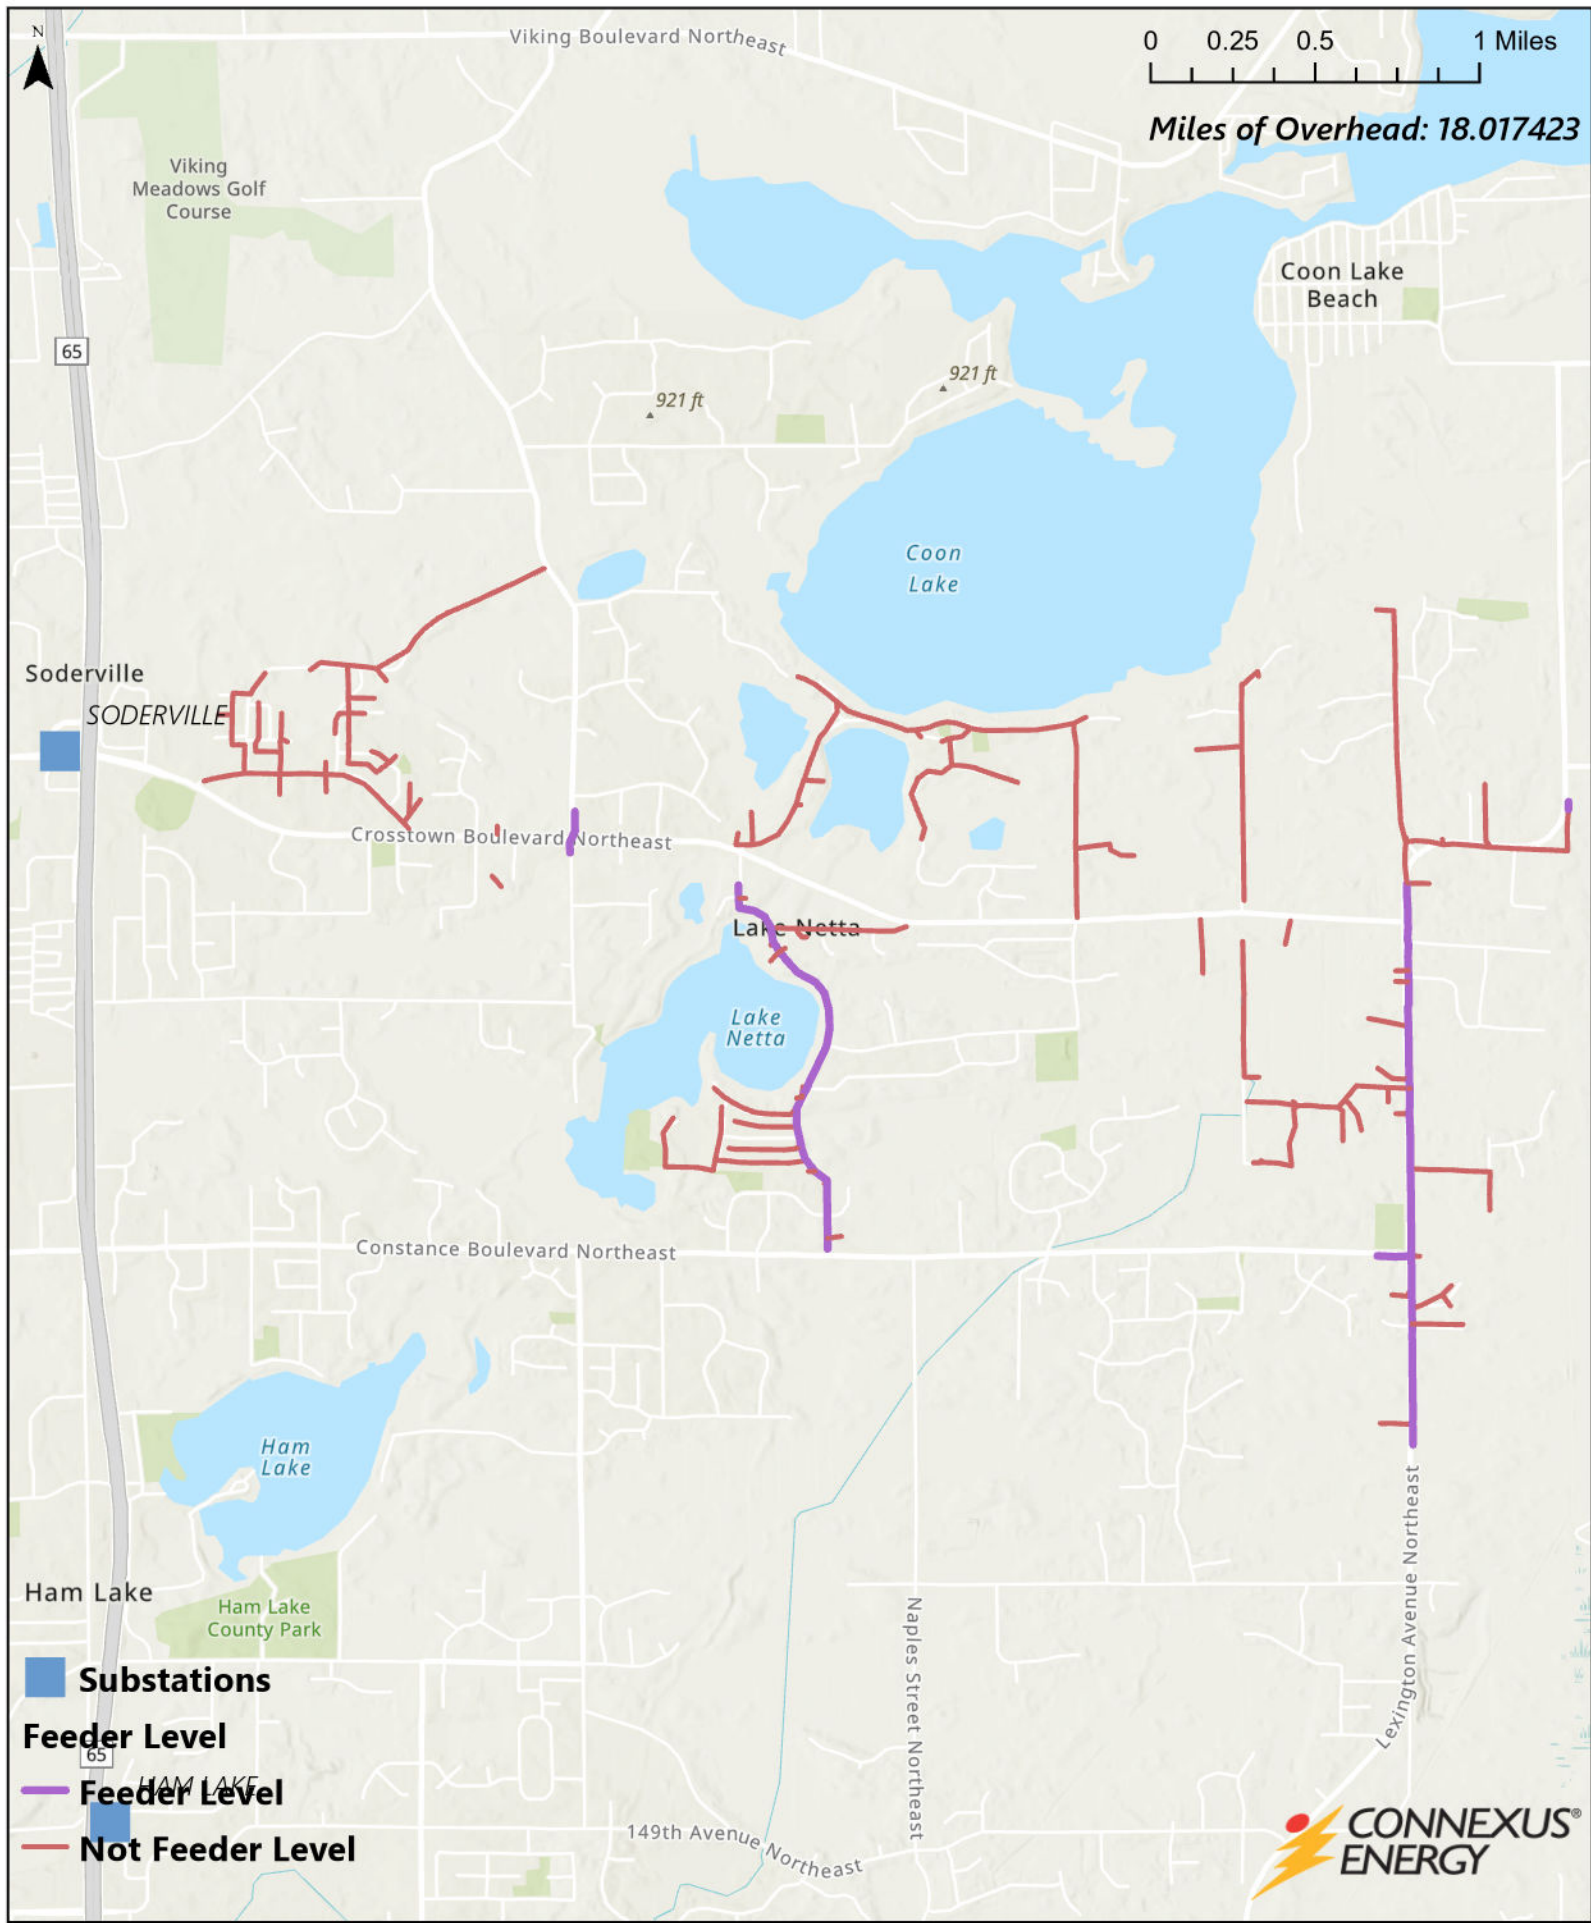 N
Viking Boulevard Northeast
0 0.25 0.5 1 Miles
Miles of Overhead: 18.017423
Viking
Meadows Golf
Course
Coon Lake
Beach
65
921 ft
921 ft
Coon
Lake
Soderville
SODERVILLE
Crosstown Boulevard Northeast
Lake Netta
Lake
Netta
Constance Boulevard Northeast
Ham
Lake
Ham Lake
Ham Lake
County Park
Naples Street Northeast
Lexington Avenue Northeast
Substations
Feeder Level
65
HAM LAKE
Feeder Level
Not Feeder Level
149th Avenue Northeast
CONNEXUS®
ENERGY